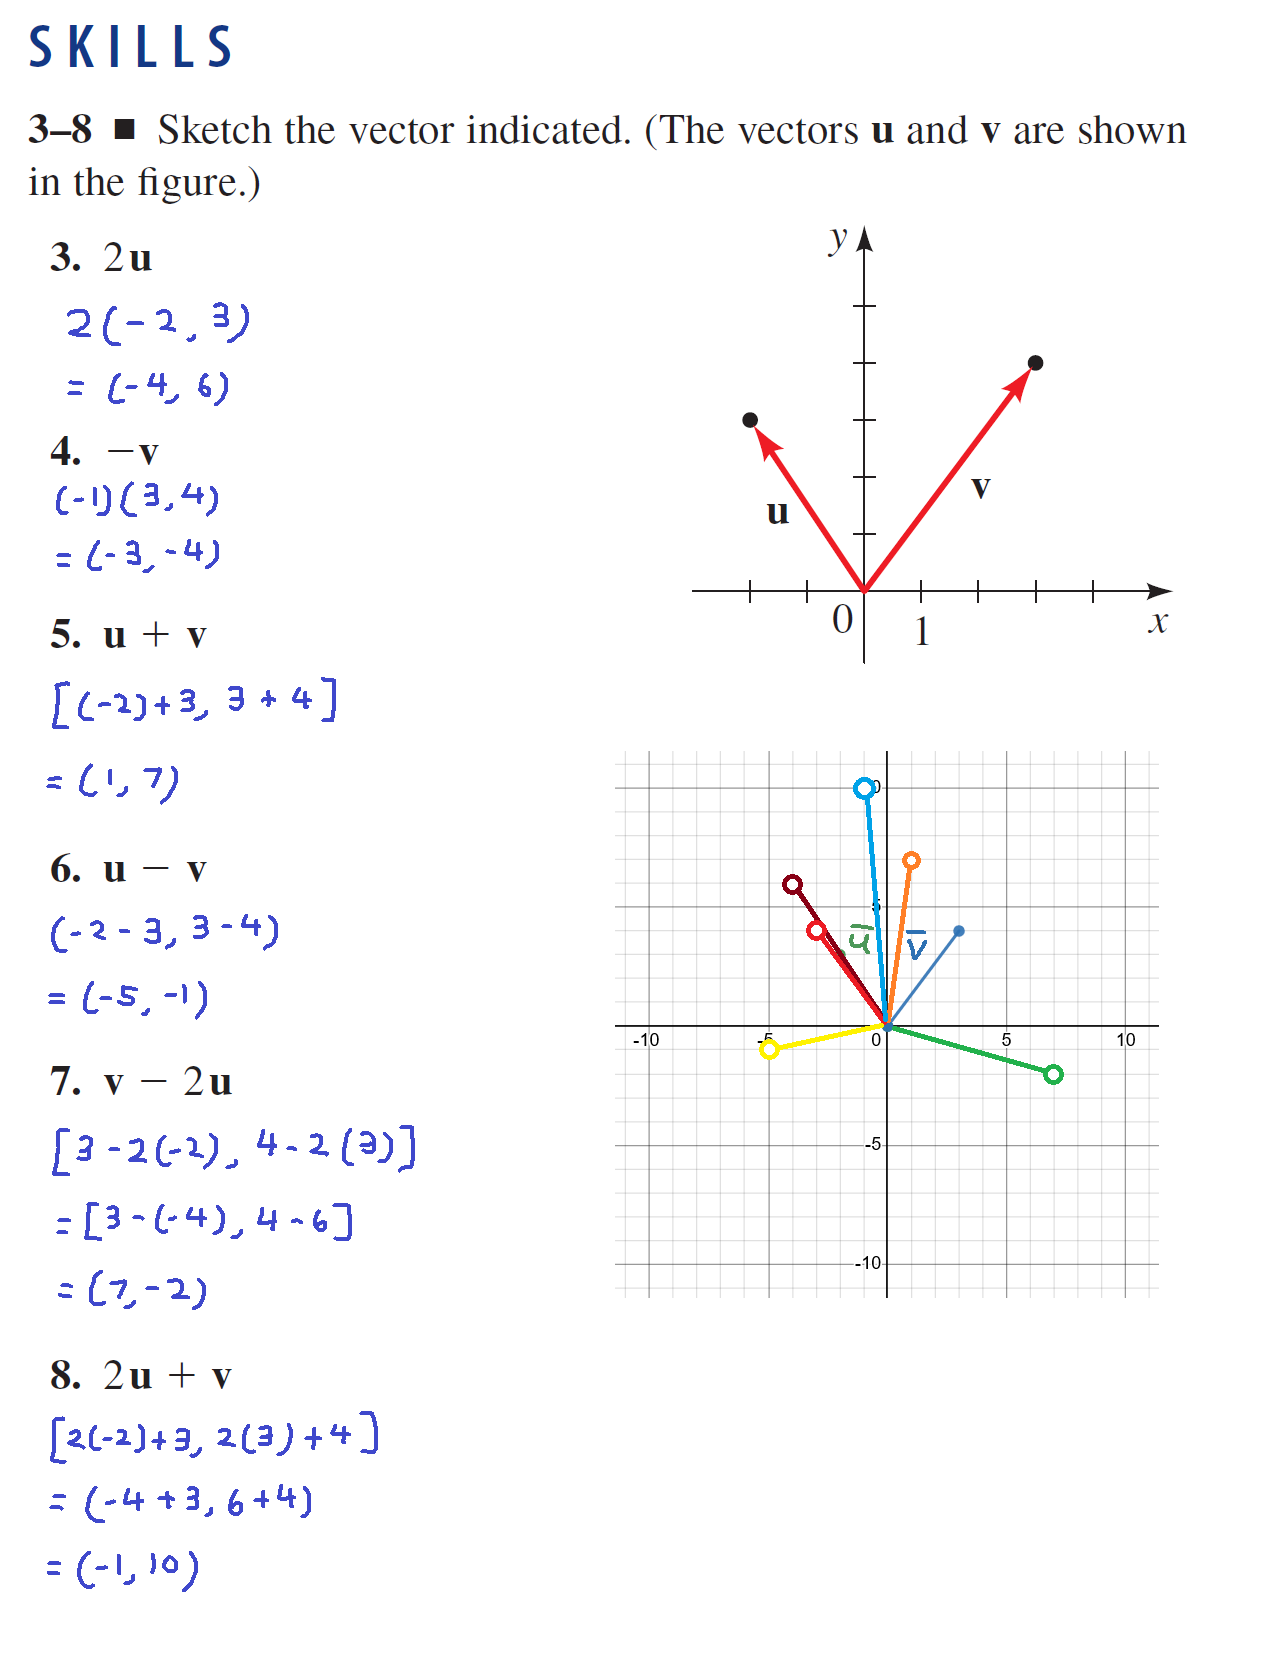 SKILLS
3–8 ■ Sketch the vector indicated. (The vectors u and v are shown
in the figure.)
3. 2u
2(-2, 3)
= (-4, 6)
4. −v
(-1)(3,4)
= (-3, -4)
5. u + v
[(-2)+3, 3 + 4]
= (1, 7)
6. u − v
(-2 - 3, 3 - 4)
= (-5, -1)
7. v − 2u
[3 - 2(-2), 4 - 2(3)]
= [3 - (-4), 4 - 6]
= (7, -2)
8. 2u + v
[2(-2)+3, 2(3)+4]
= (-4 + 3, 6+4)
= (-1, 10)
y
u
v
0
1
x
0
5
u̅
v̅
-10
-5
0
5
10
-5
-10